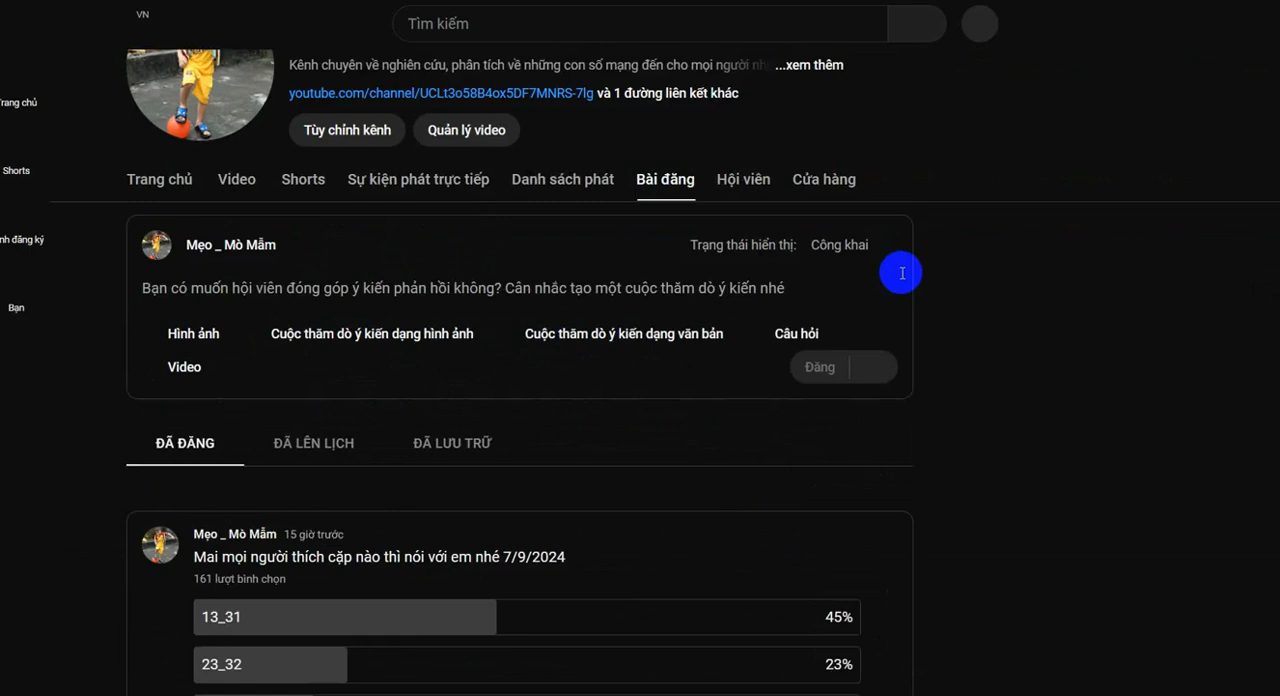 VN
Tìm kiếm
Kênh chuyên về nghiên cứu, phân tích về những con số mạng đến cho mọi người ...xem thêm
youtube.com/channel/UCLt3o58B4ox5DF7MNRS-7lg và 1 đường liên kết khác
Tùy chỉnh kênh Quản lý video
Trang chủ Video Shorts Sự kiện phát trực tiếp Danh sách phát Bài đăng Hội viên Cửa hàng
rang chủ
Shorts
nh đăng ký
Bạn
Mẹo _ Mò Mẫm Trạng thái hiển thị: Công khai
Bạn có muốn hội viên đóng góp ý kiến phản hồi không? Cân nhắc tạo một cuộc thăm dò ý kiến nhé
Hình ảnh Cuộc thăm dò ý kiến dạng hình ảnh Cuộc thăm dò ý kiến dạng văn bản Câu hỏi
Video Đăng
ĐÃ ĐĂNG ĐÃ LÊN LỊCH ĐÃ LƯU TRỮ
Mẹo _ Mò Mẫm 15 giờ trước
Mai mọi người thích cặp nào thì nói với em nhé 7/9/2024
161 lượt bình chọn
13_31 45%
23_32 23%